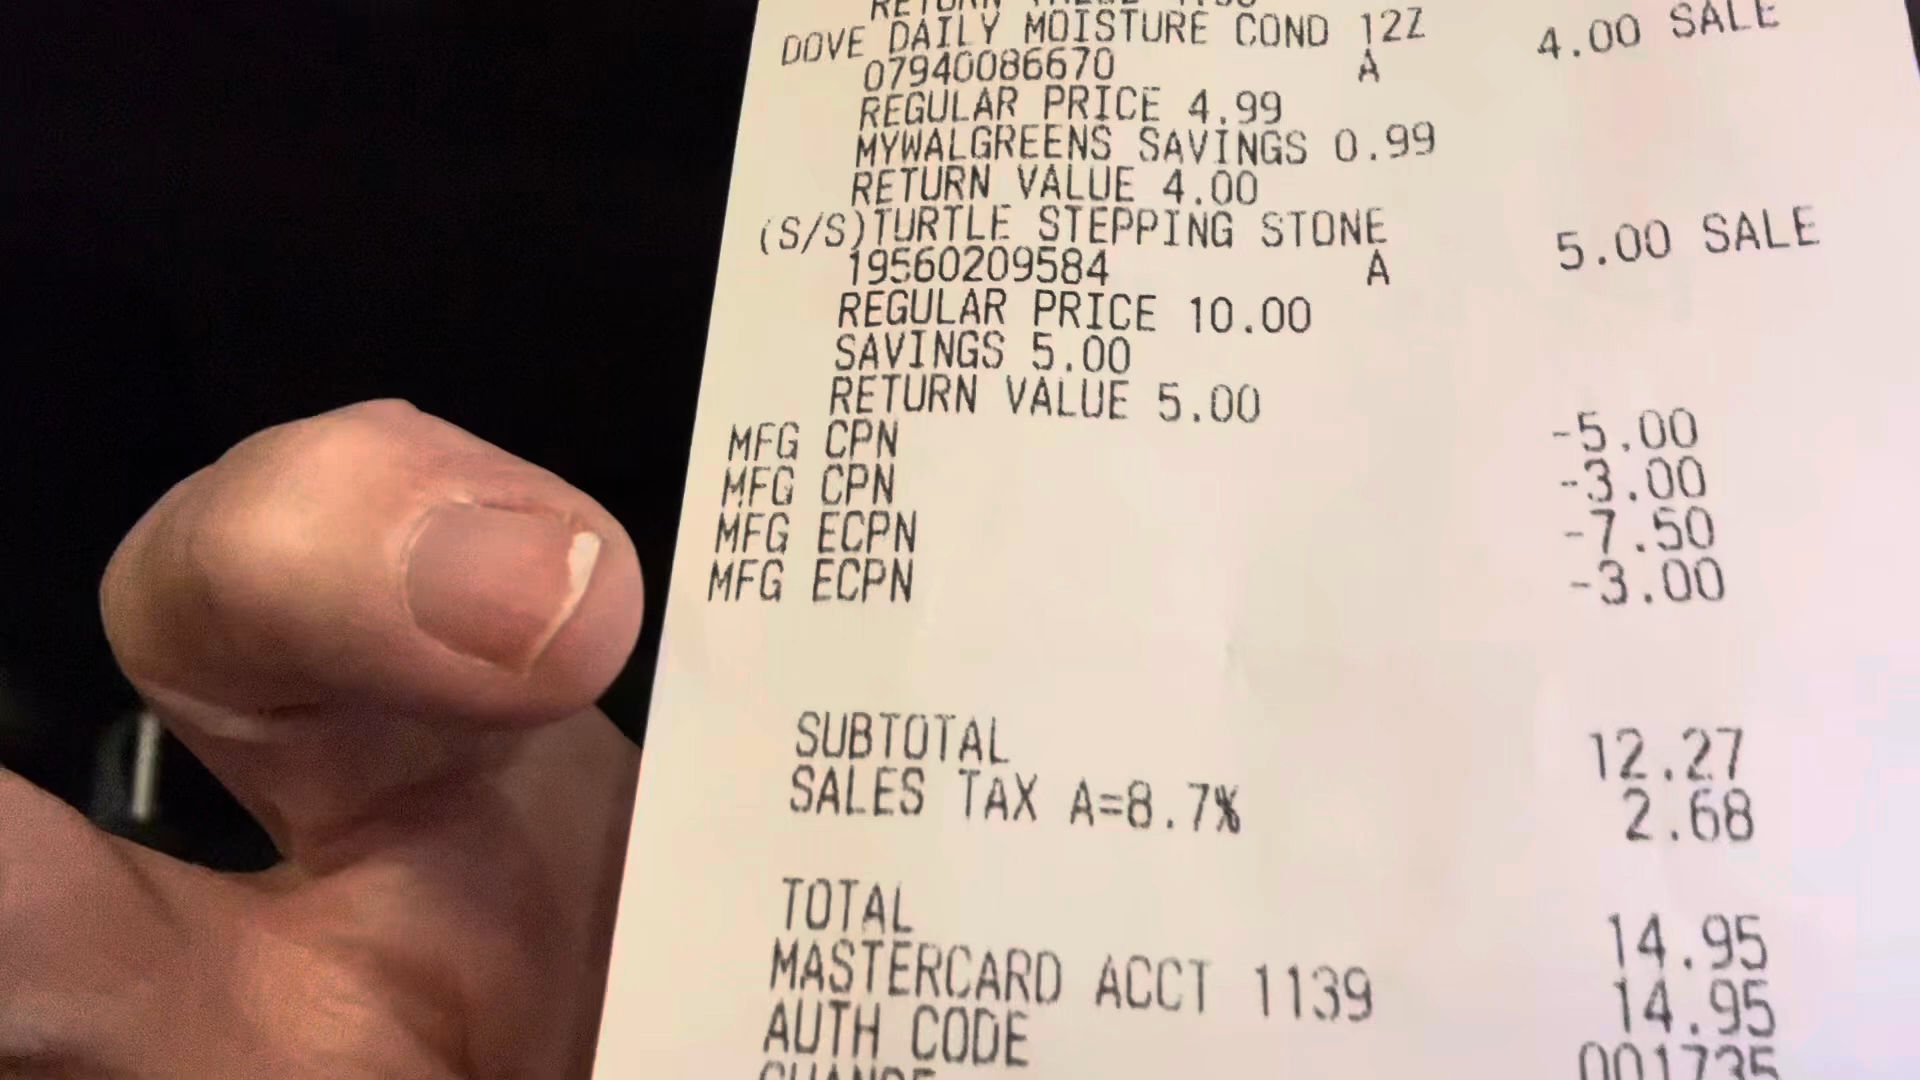 DOVE DAILY MOISTURE COND 12Z 4.00 SALE
07940086670 A
REGULAR PRICE 4.99
MYWALGREENS SAVINGS 0.99
RETURN VALUE 4.00
(S/S)TURTLE STEPPING STONE 5.00 SALE
19560209584 A
REGULAR PRICE 10.00
SAVINGS 5.00
RETURN VALUE 5.00
MFG CPN -5.00
MFG CPN -3.00
MFG ECPN -7.50
MFG ECPN -3.00
SUBTOTAL 12.27
SALES TAX A=8.7% 2.68
TOTAL 14.95
MASTERCARD ACCT 1139 14.95
AUTH CODE 001735
CHANGE